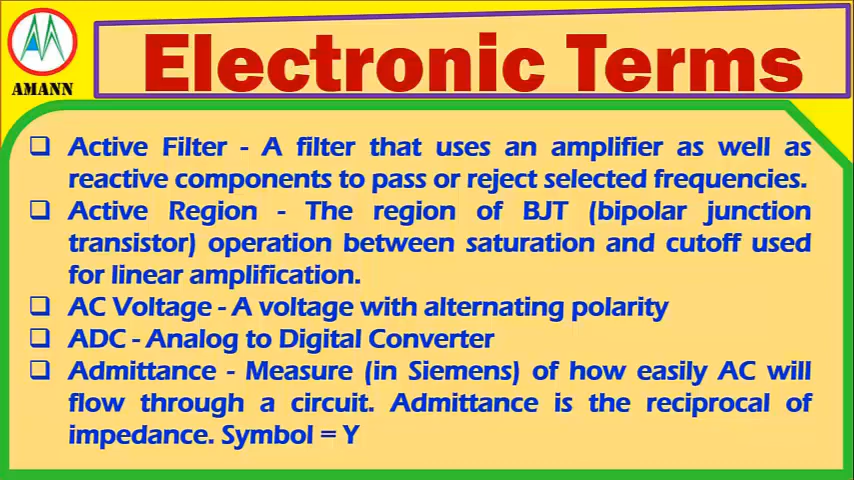 AMANN
Electronic Terms
❑ Active Filter - A filter that uses an amplifier as well as
reactive components to pass or reject selected frequencies.
❑ Active Region - The region of BJT (bipolar junction
transistor) operation between saturation and cutoff used
for linear amplification.
❑ AC Voltage - A voltage with alternating polarity
❑ ADC - Analog to Digital Converter
❑ Admittance - Measure (in Siemens) of how easily AC will
flow through a circuit. Admittance is the reciprocal of
impedance. Symbol = Y